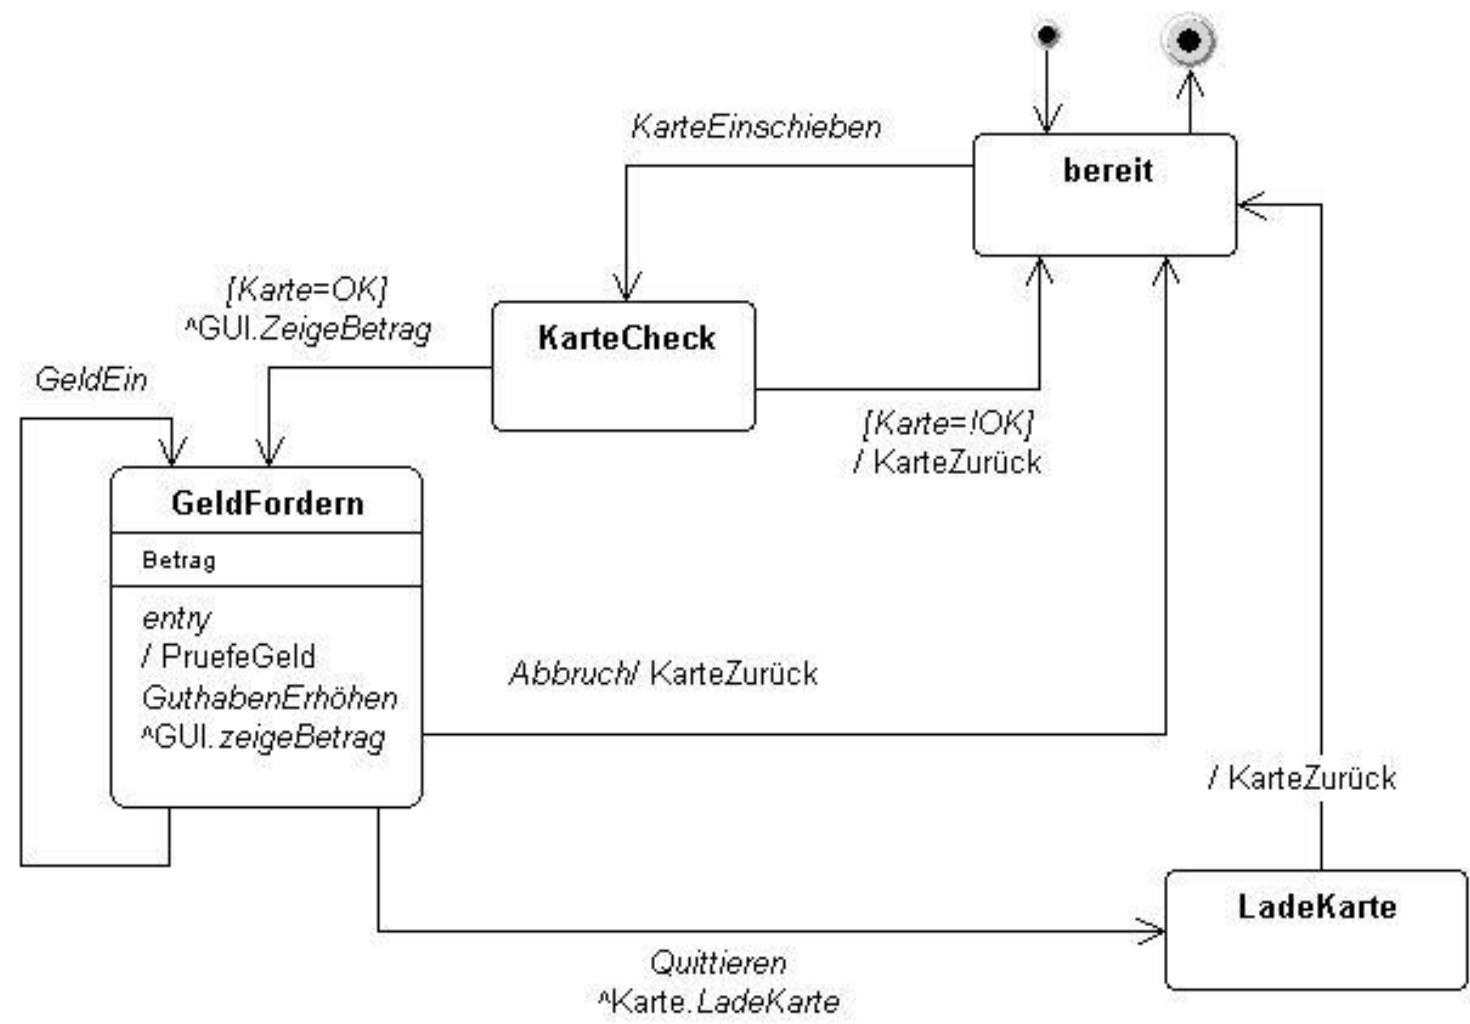 KarteEinschieben
bereit
[Karte=OK]
^GUI.ZeigeBetrag
KarteCheck
GeldEin
[Karte=!OK]
/ KarteZurück
GeldFordern
Betrag
entry
/ PruefeGeld
GuthabenErhöhen
^GUI.zeigeBetrag
Abbruch/ KarteZurück
/ KarteZurück
LadeKarte
Quittieren
^Karte.LadeKarte